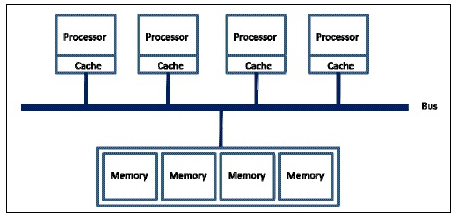 Processor Processor Processor Processor
Cache Cache Cache Cache
Bus
Memory Memory Memory Memory